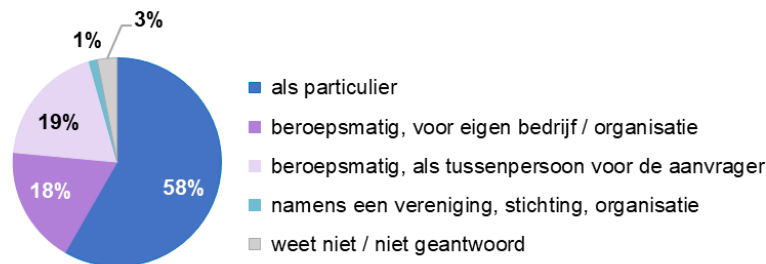 3%
1%
als particulier
19%
beroepsmatig, voor eigen bedrijf / organisatie
beroepsmatig, als tussenpersoon voor de aanvrager
18%
58%
namens een vereniging, stichting, organisatie
weet niet / niet geantwoord